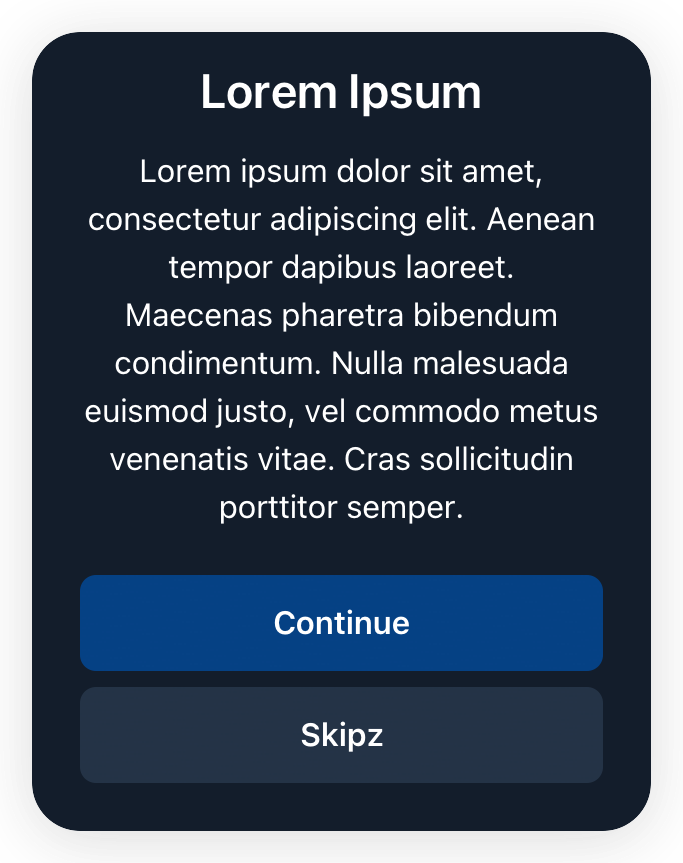 Lorem Ipsum
Lorem ipsum dolor sit amet,
consectetur adipiscing elit. Aenean
tempor dapibus laoreet.
Maecenas pharetra bibendum
condimentum. Nulla malesuada
euismod justo, vel commodo metus
venenatis vitae. Cras sollicitudin
porttitor semper.
Continue
Skipz